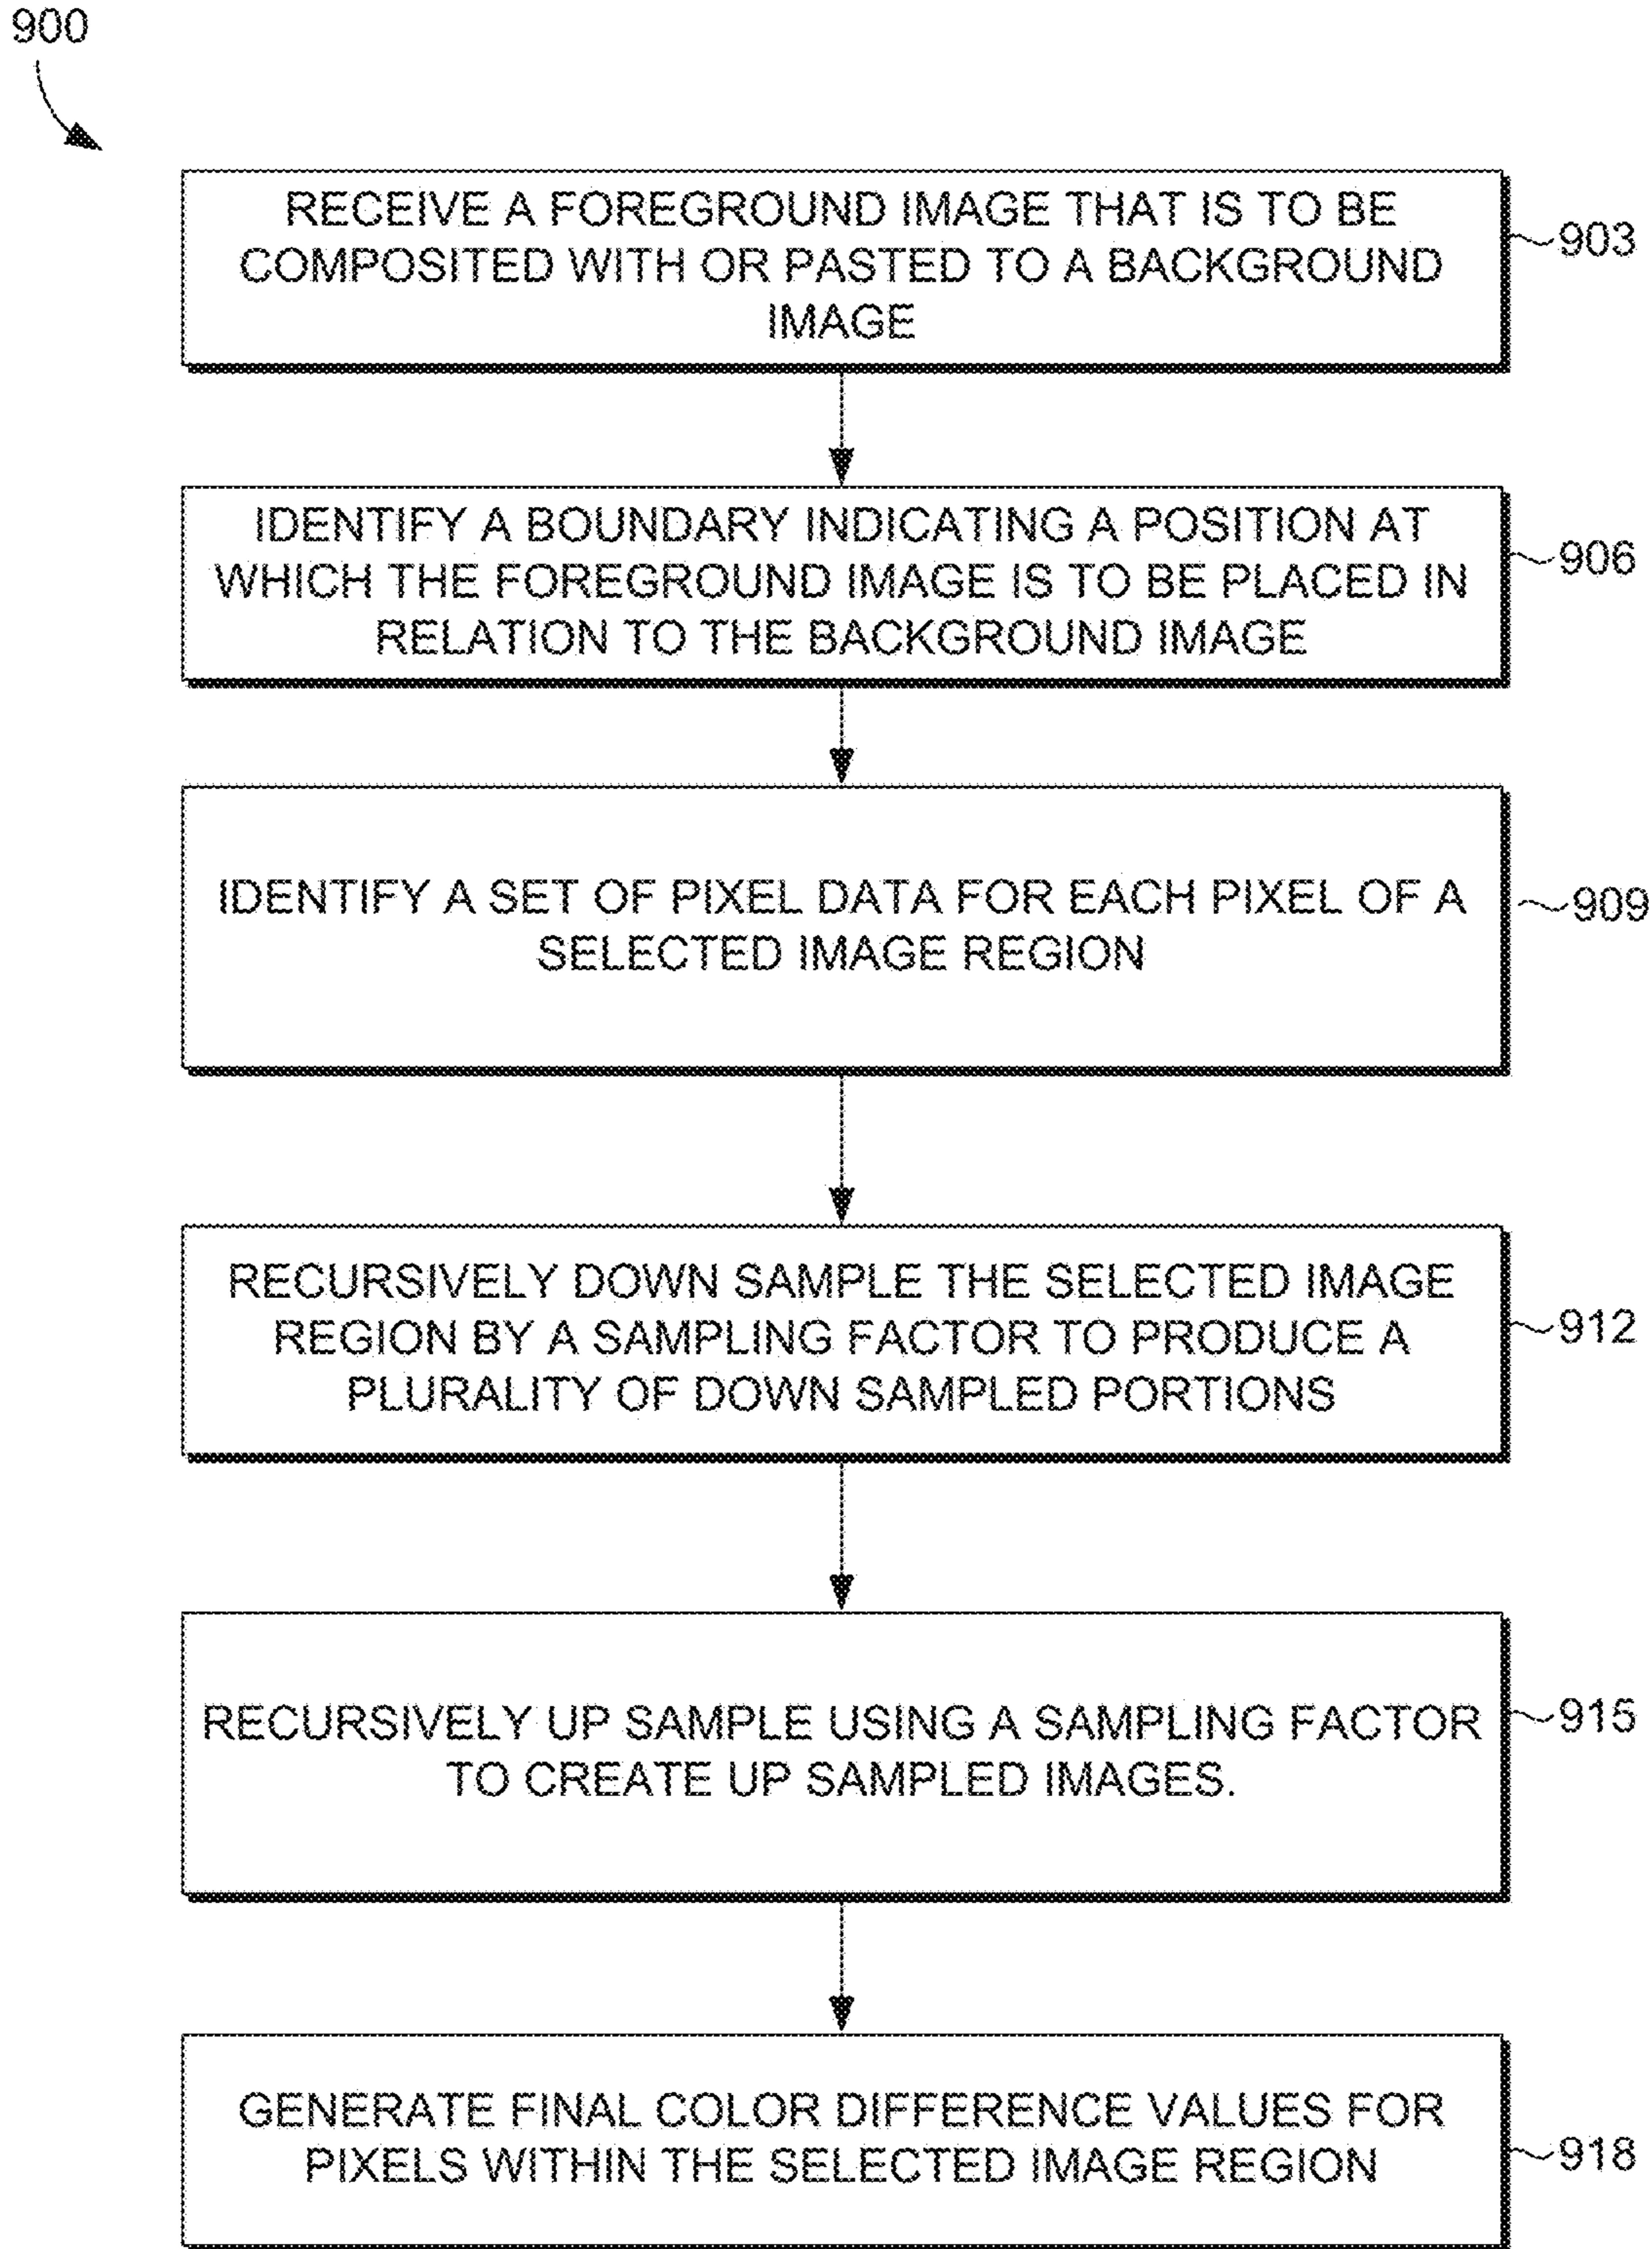 900
RECEIVE A FOREGROUND IMAGE THAT IS TO BE
COMPOSITED WITH OR PASTED TO A BACKGROUND
IMAGE
903
IDENTIFY A BOUNDARY INDICATING A POSITION AT
WHICH THE FOREGROUND IMAGE IS TO BE PLACED IN
RELATION TO THE BACKGROUND IMAGE
906
IDENTIFY A SET OF PIXEL DATA FOR EACH PIXEL OF A
SELECTED IMAGE REGION
909
RECURSIVELY DOWN SAMPLE THE SELECTED IMAGE
REGION BY A SAMPLING FACTOR TO PRODUCE A
PLURALITY OF DOWN SAMPLED PORTIONS
912
RECURSIVELY UP SAMPLE USING A SAMPLING FACTOR
TO CREATE UP SAMPLED IMAGES.
915
GENERATE FINAL COLOR DIFFERENCE VALUES FOR
PIXELS WITHIN THE SELECTED IMAGE REGION
918